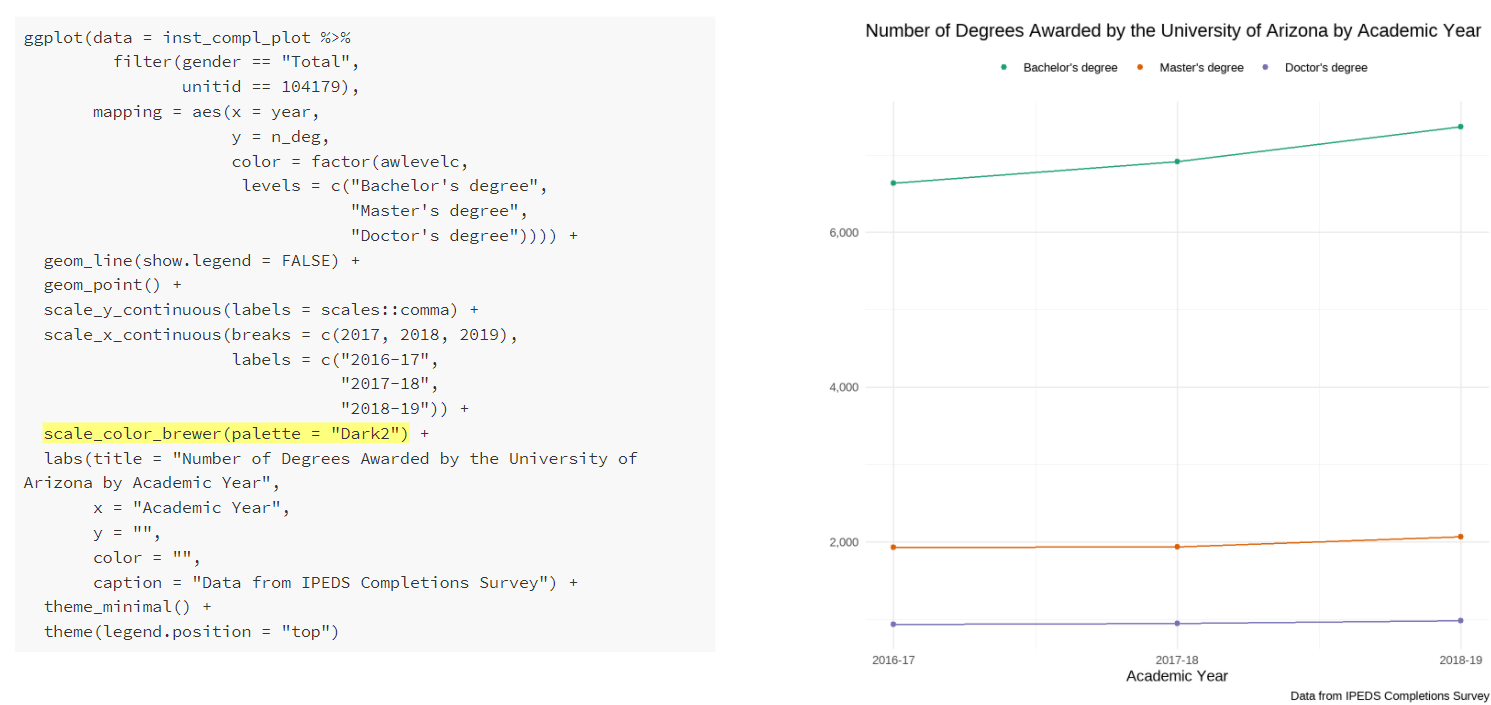 ggplot(data = inst_compl_plot %>%
         filter(gender == "Total",
                unitid == 104179),
       mapping = aes(x = year,
                     y = n_deg,
                     color = factor(awlevelc,
                      levels = c("Bachelor's degree",
                                 "Master's degree",
                                 "Doctor's degree")))) +
  geom_line(show.legend = FALSE) +
  geom_point() +
  scale_y_continuous(labels = scales::comma) +
  scale_x_continuous(breaks = c(2017, 2018, 2019),
                     labels = c("2016-17",
                                "2017-18",
                                "2018-19")) +
  scale_color_brewer(palette = "Dark2") +
  labs(title = "Number of Degrees Awarded by the University of
Arizona by Academic Year",
       x = "Academic Year",
       y = "",
       color = "",
       caption = "Data from IPEDS Completions Survey") +
  theme_minimal() +
  theme(legend.position = "top")
Number of Degrees Awarded by the University of Arizona by Academic Year
Bachelor's degree Master's degree Doctor's degree
6,000
4,000
2,000
2016-17 2017-18 2018-19
Academic Year
Data from IPEDS Completions Survey